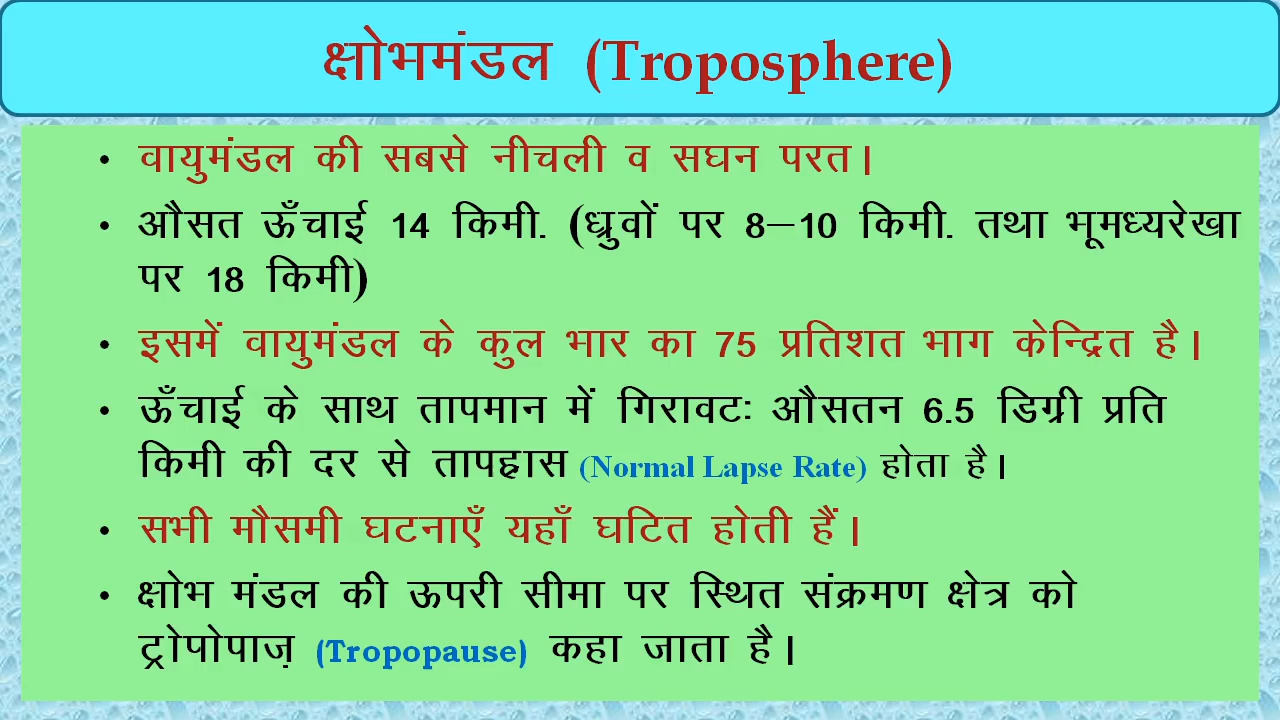 क्षोभमंडल (Troposphere)
• वायुमंडल की सबसे नीचली व सघन परत।
• औसत ऊँचाई 14 किमी. (ध्रुवों पर 8–10 किमी. तथा भूमध्यरेखा
पर 18 किमी)
• इसमें वायुमंडल के कुल भार का 75 प्रतिशत भाग केन्द्रित है।
• ऊँचाई के साथ तापमान में गिरावटः औसतन 6.5 डिग्री प्रति
किमी की दर से तापह्रास (Normal Lapse Rate) होता है।
• सभी मौसमी घटनाएँ यहाँ घटित होती हैं।
• क्षोभ मंडल की ऊपरी सीमा पर स्थित संक्रमण क्षेत्र को
ट्रोपोपाज़ (Tropopause) कहा जाता है।